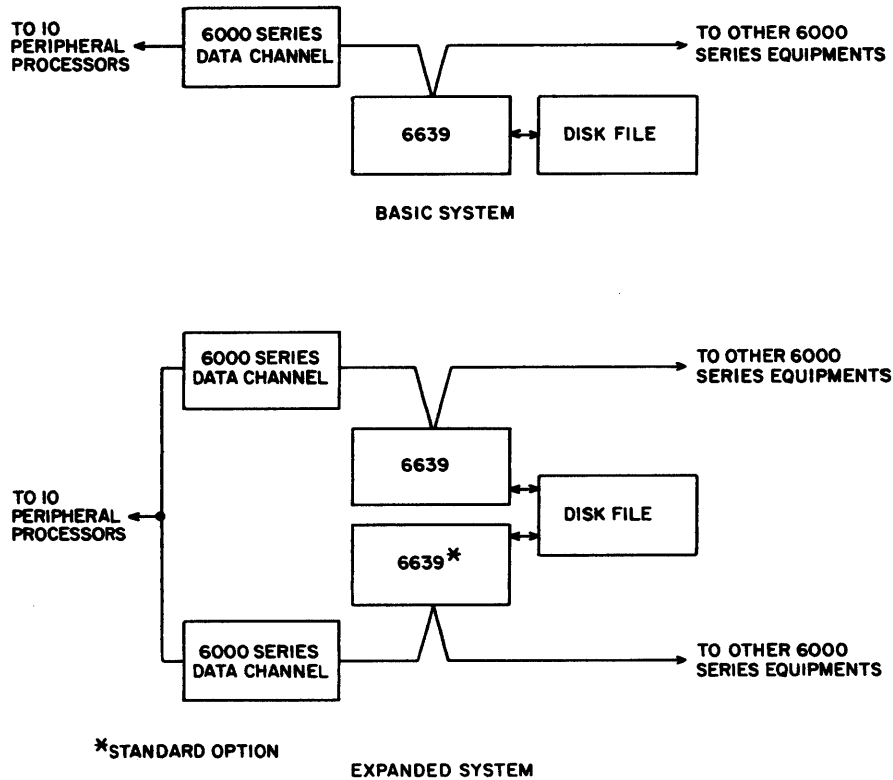 TO 10
PERIPHERAL
PROCESSORS
6000 SERIES
DATA CHANNEL
TO OTHER 6000
SERIES EQUIPMENTS
6639
DISK FILE
BASIC SYSTEM
6000 SERIES
DATA CHANNEL
TO OTHER 6000
SERIES EQUIPMENTS
6639
TO 10
PERIPHERAL
PROCESSORS
DISK FILE
6639*
6000 SERIES
DATA CHANNEL
TO OTHER 6000
SERIES EQUIPMENTS
*STANDARD OPTION
EXPANDED SYSTEM